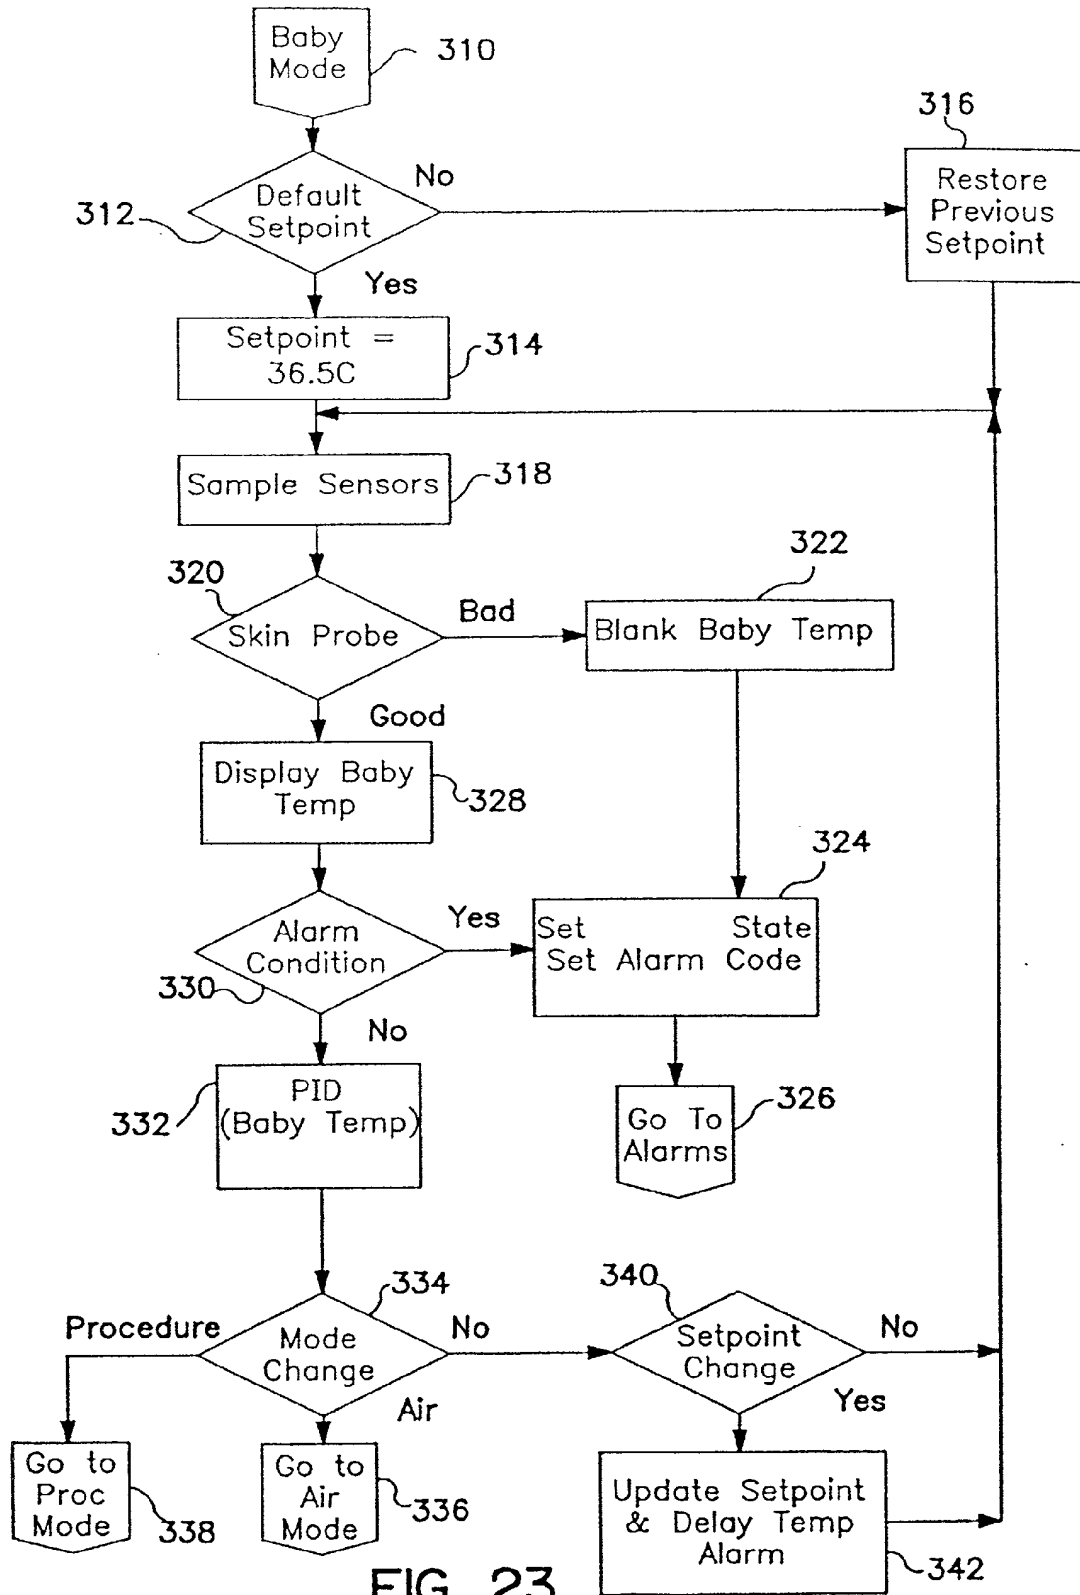 Baby
Mode
310
316
Default
Setpoint
No
312
Restore
Previous
Setpoint
Yes
Setpoint =
36.5C
314
Sample Sensors
318
320
Skin Probe
Bad
322
Blank Baby Temp
Good
Display Baby
Temp
328
324
Alarm
Condition
Yes
330
Set State
Set Alarm Code
No
PID
(Baby Temp)
332
Go To
Alarms
326
334
340
Procedure
Mode
Change
No
Setpoint
Change
No
Air
Yes
Go to
Proc
Mode
338
Go to
Air
Mode
336
Update Setpoint
& Delay Temp
Alarm
342
FIG. 23